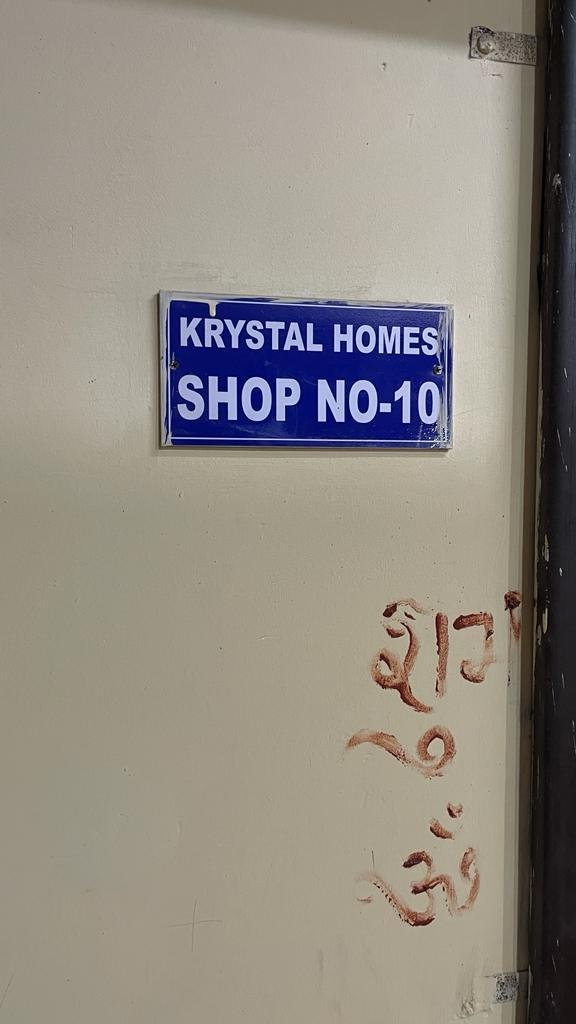 KRYSTAL HOMES
SHOP NO-10
शुभ
ॐ